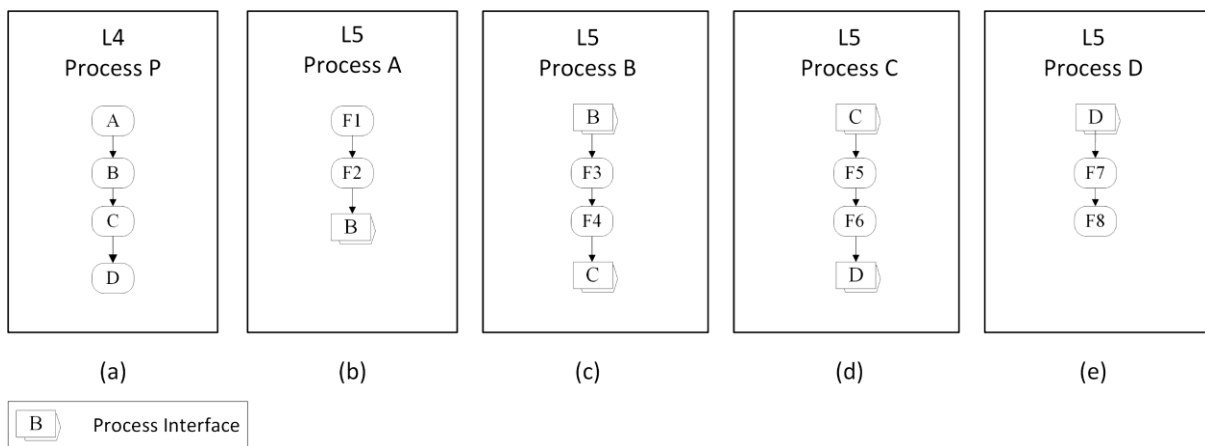 L4
Process P
A
B
C
D
(a)
L5
Process A
F1
F2
B
(b)
L5
Process B
B
F3
F4
C
(c)
L5
Process C
C
F5
F6
D
(d)
L5
Process D
D
F7
F8
(e)
B Process Interface